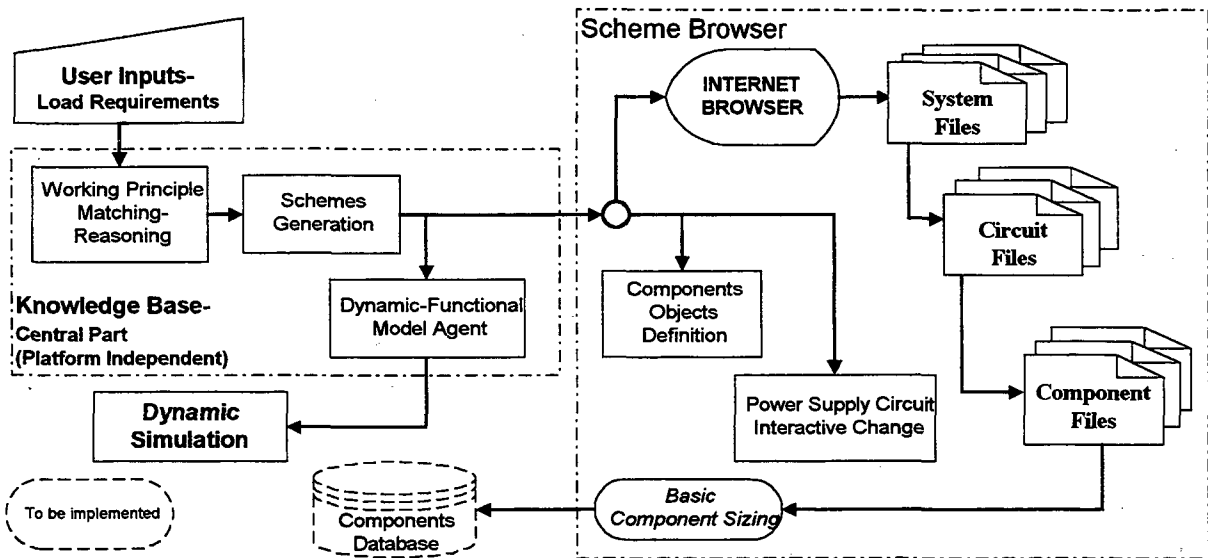 User Inputs-
Load Requirements
Working Principle
Matching-
Reasoning
Schemes
Generation
Dynamic-Functional
Model Agent
Knowledge Base-
Central Part
(Platform Independent)
Dynamic
Simulation
To be implemented
Components
Database
Scheme Browser
INTERNET
BROWSER
System
Files
Circuit
Files
Component
Files
Components
Objects
Definition
Power Supply Circuit
Interactive Change
Basic
Component Sizing